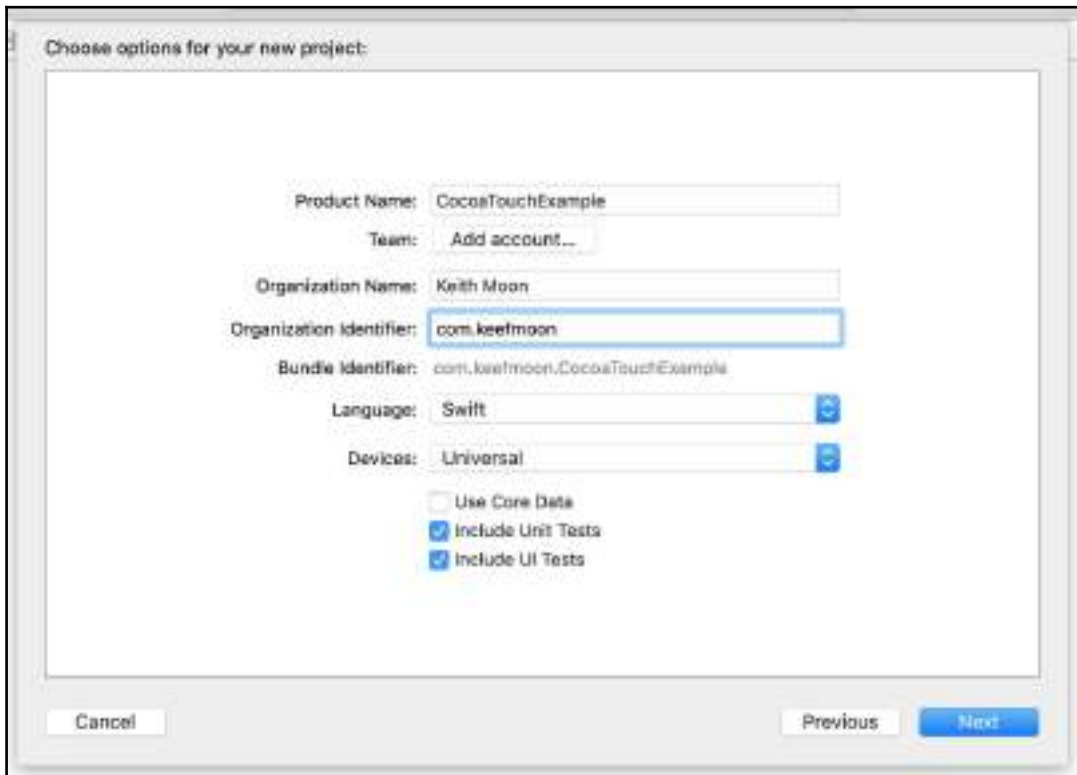 Choose options for your new project:
Product Name: CocoaTouchExample
Team: Add account...
Organization Name: Keith Moon
Organization Identifier: com.keefmoon
Bundle Identifier: com.keefmoon.CocoaTouchExample
Language: Swift
Devices: Universal
Use Core Data
Include Unit Tests
Include UI Tests
Cancel Previous Next